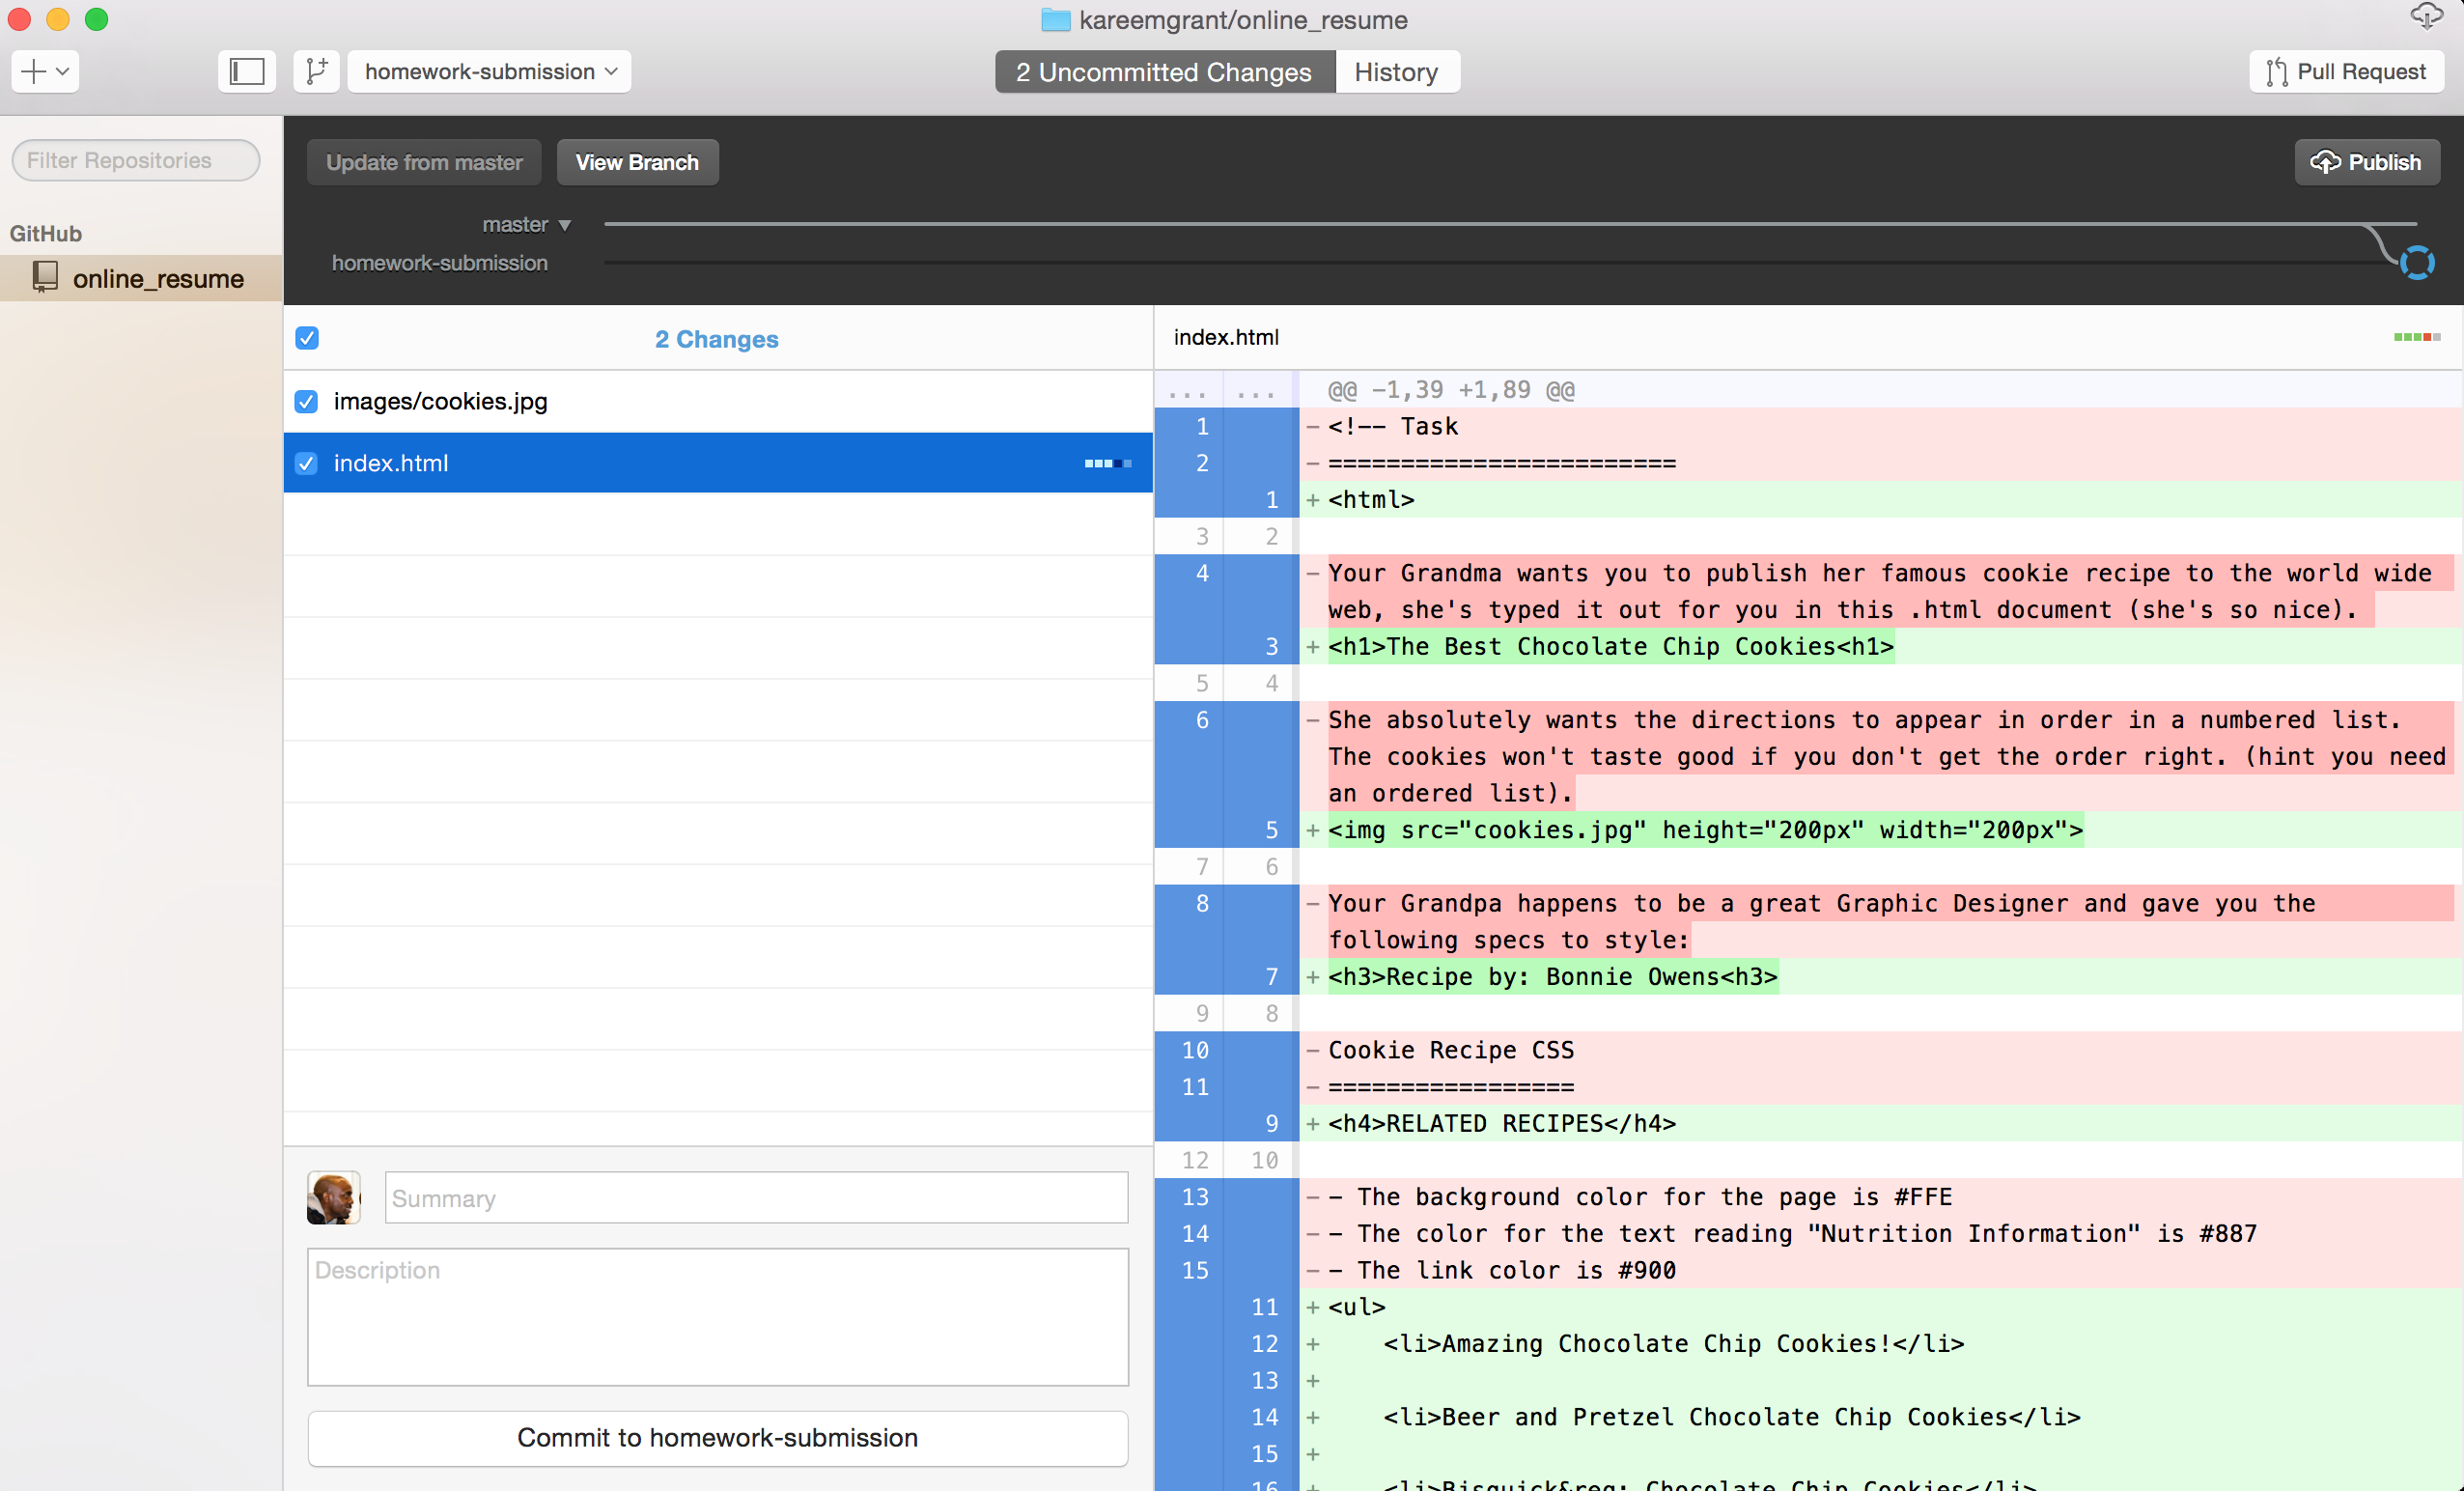 kareemgrant/online_resume
homework-submission
2 Uncommitted Changes
History
Pull Request
Filter Repositories
Update from master
View Branch
Publish
GitHub
master
homework-submission
online_resume
2 Changes
images/cookies.jpg
index.html
Summary
Description
Commit to homework-submission
index.html
... ... @@ -1,39 +1,89 @@
1 -<!-- Task
2 -========================
1 +<html>
3 2
4 -Your Grandma wants you to publish her famous cookie recipe to the world wide
web, she's typed it out for you in this .html document (she's so nice).
3 +<h1>The Best Chocolate Chip Cookies<h1>
5 4
6 -She absolutely wants the directions to appear in order in a numbered list.
The cookies won't taste good if you don't get the order right. (hint you need
an ordered list).
5 +<img src="cookies.jpg" height="200px" width="200px">
7 6
8 -Your Grandpa happens to be a great Graphic Designer and gave you the
following specs to style:
7 +<h3>Recipe by: Bonnie Owens<h3>
9 8
10 -Cookie Recipe CSS
11 -=================
9 +<h4>RELATED RECIPES</h4>
12 10
13 -- The background color for the page is #FFE
14 -- The color for the text reading "Nutrition Information" is #887
15 -- The link color is #900
11 +<ul>
12 + <li>Amazing Chocolate Chip Cookies!</li>
13 +
14 + <li>Beer and Pretzel Chocolate Chip Cookies</li>
15 +
16 + <li>Bisquick&reg; Chocolate Chip Cookies</li>